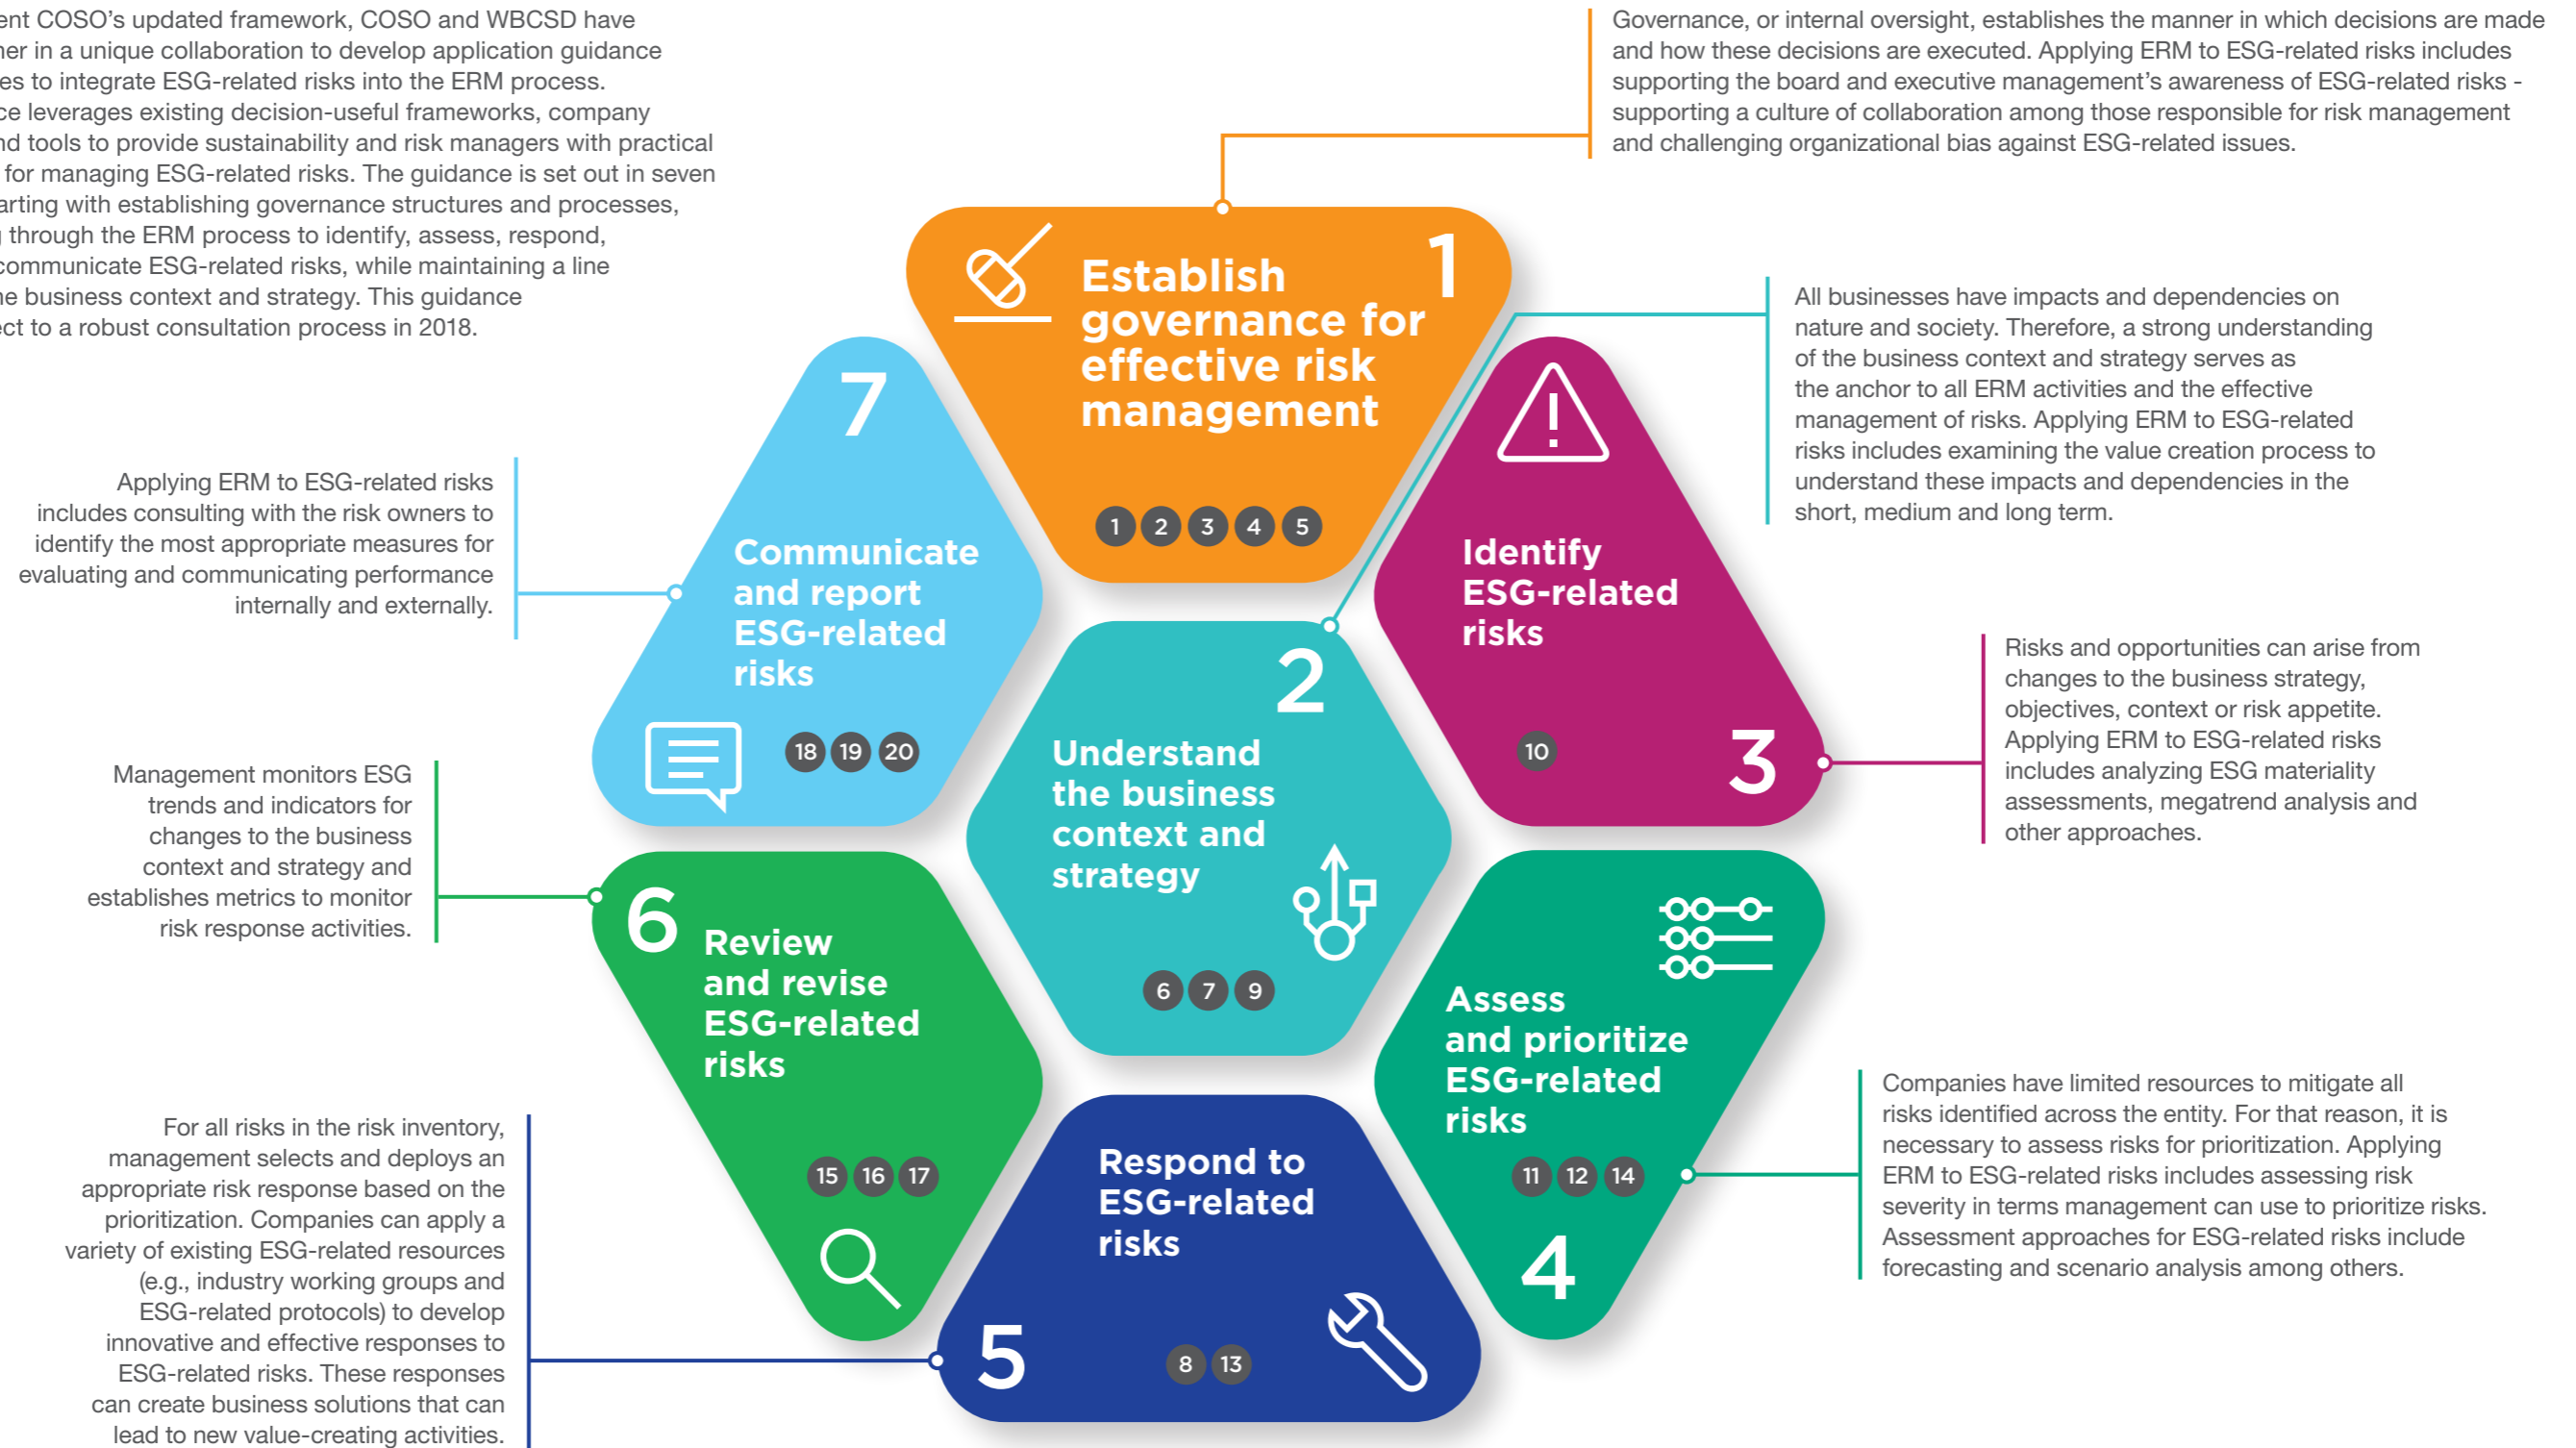 ent COSO's updated framework, COSO and WBCSD have
ner in a unique collaboration to develop application guidance
es to integrate ESG-related risks into the ERM process.
ce leverages existing decision-useful frameworks, company
nd tools to provide sustainability and risk managers with practical
for managing ESG-related risks. The guidance is set out in seven
arting with establishing governance structures and processes,
g through the ERM process to identify, assess, respond,
communicate ESG-related risks, while maintaining a line
ne business context and strategy. This guidance
ect to a robust consultation process in 2018.
Governance, or internal oversight, establishes the manner in which decisions are made
and how these decisions are executed. Applying ERM to ESG-related risks includes
supporting the board and executive management's awareness of ESG-related risks -
supporting a culture of collaboration among those responsible for risk management
and challenging organizational bias against ESG-related issues.
1
Establish
governance for
effective risk
management
1 2 3 4 5
All businesses have impacts and dependencies on
nature and society. Therefore, a strong understanding
of the business context and strategy serves as
the anchor to all ERM activities and the effective
management of risks. Applying ERM to ESG-related
risks includes examining the value creation process to
understand these impacts and dependencies in the
short, medium and long term.
2
Understand
the business
context and
strategy
6 7 9
Identify
ESG-related
risks
10
3
Risks and opportunities can arise from
changes to the business strategy,
objectives, context or risk appetite.
Applying ERM to ESG-related risks
includes analyzing ESG materiality
assessments, megatrend analysis and
other approaches.
Assess
and prioritize
ESG-related
risks
11 12 14
4
Companies have limited resources to mitigate all
risks identified across the entity. For that reason, it is
necessary to assess risks for prioritization. Applying
ERM to ESG-related risks includes assessing risk
severity in terms management can use to prioritize risks.
Assessment approaches for ESG-related risks include
forecasting and scenario analysis among others.
Respond to
ESG-related
risks
5
8 13
For all risks in the risk inventory,
management selects and deploys an
appropriate risk response based on the
prioritization. Companies can apply a
variety of existing ESG-related resources
(e.g., industry working groups and
ESG-related protocols) to develop
innovative and effective responses to
ESG-related risks. These responses
can create business solutions that can
lead to new value-creating activities.
6
Review
and revise
ESG-related
risks
15 16 17
Management monitors ESG
trends and indicators for
changes to the business
context and strategy and
establishes metrics to monitor
risk response activities.
7
Communicate
and report
ESG-related
risks
18 19 20
Applying ERM to ESG-related risks
includes consulting with the risk owners to
identify the most appropriate measures for
evaluating and communicating performance
internally and externally.